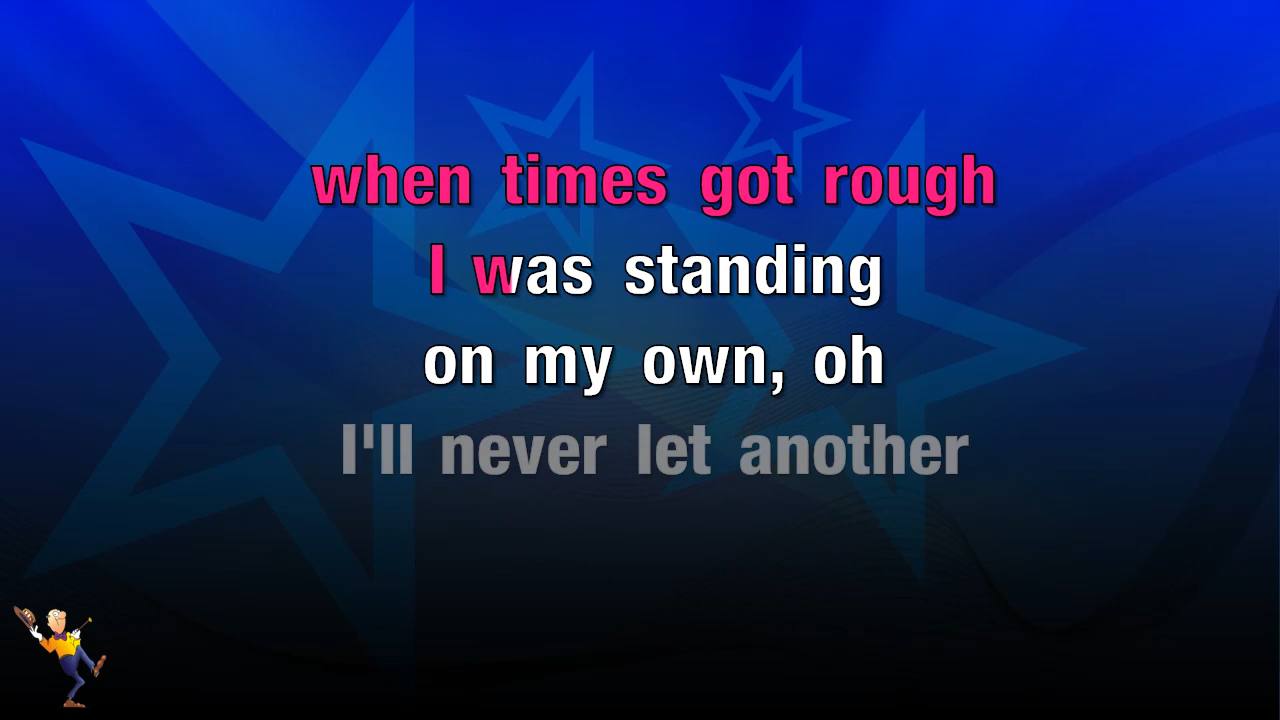 when times got rough
I was standing
on my own, oh
I'll never let another